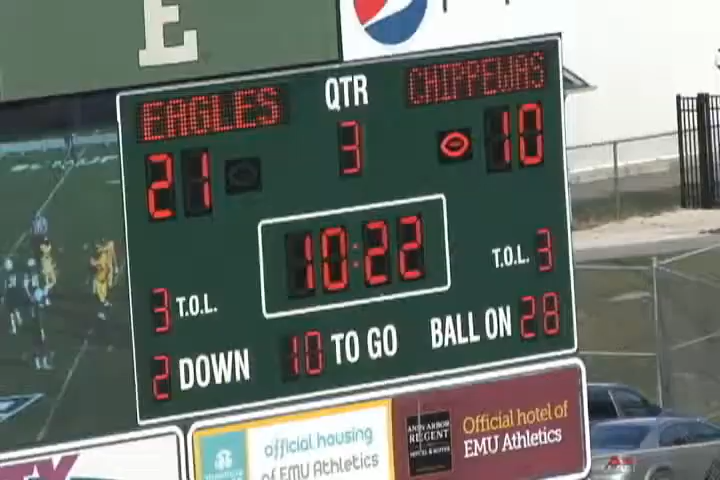 E
EAGLES QTR CHIPPEWAS
21 3 10
10:22
3 T.O.L. T.O.L. 3
2 DOWN 10 TO GO BALL ON 28
official housing
of EMU Athletics
ANN ARBOR
REGENT
Official hotel of
EMU Athletics